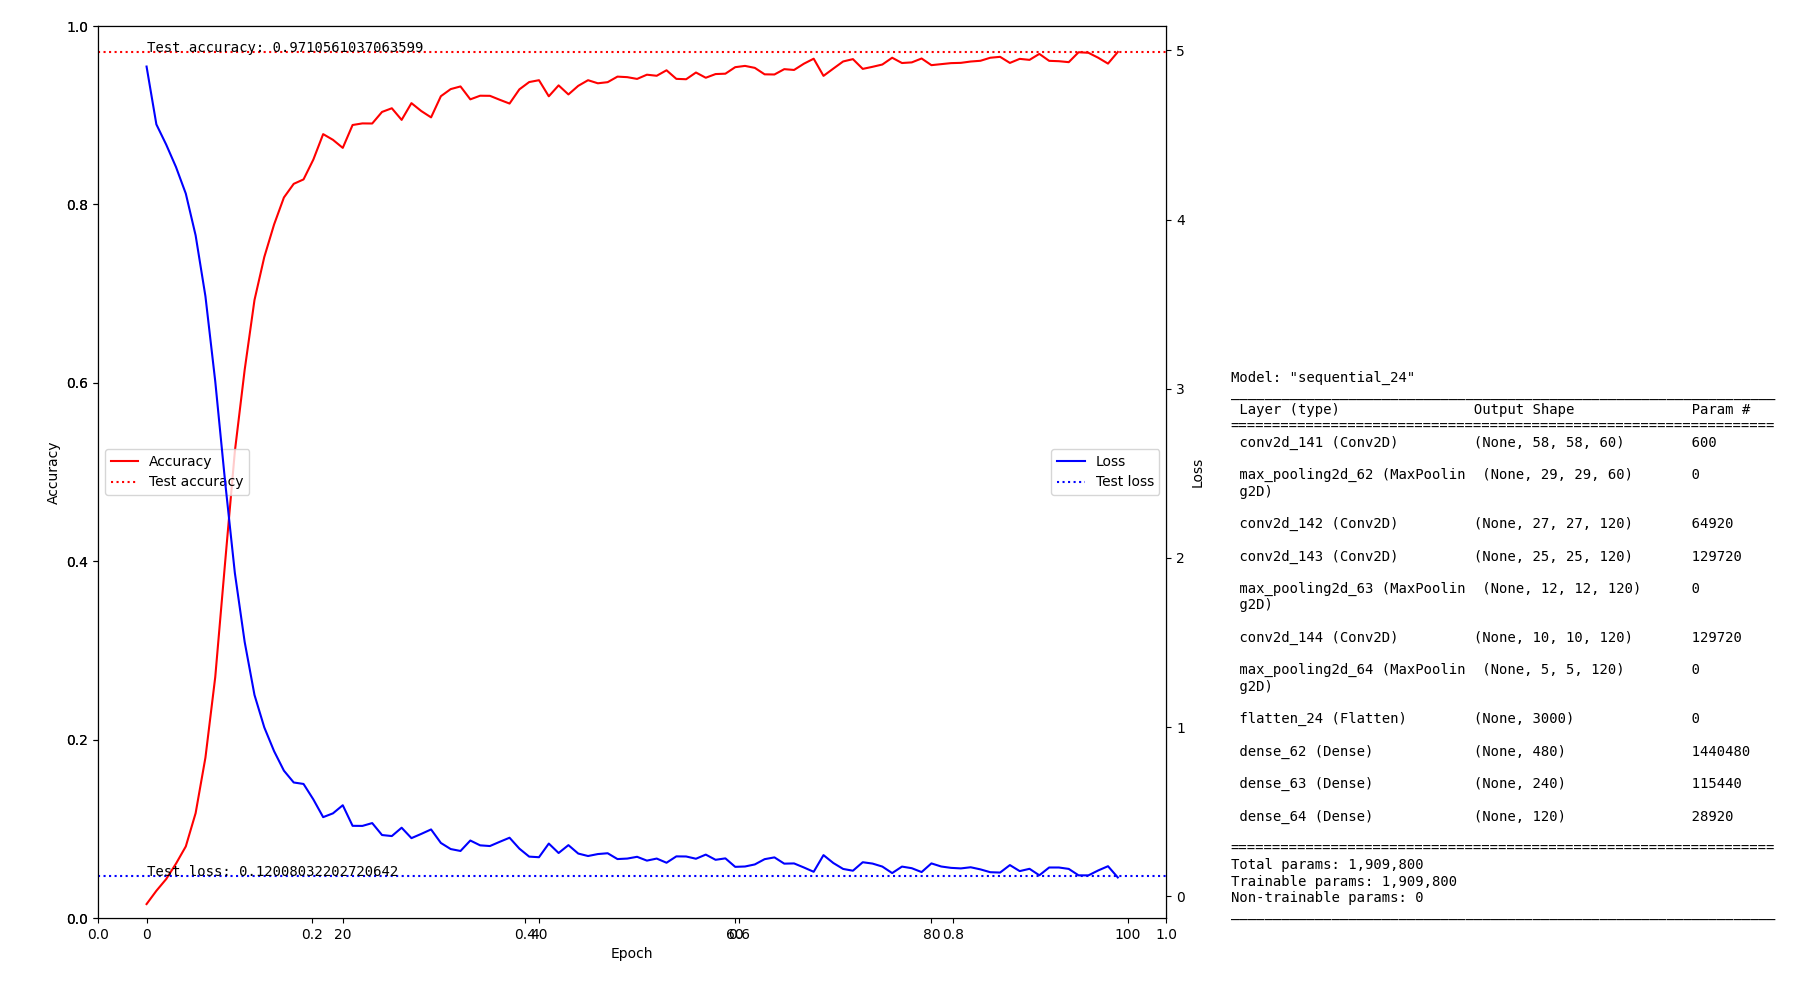 1.0
0.8
0.6
0.4
0.2
0.0
Accuracy
Test accuracy: 0.9710561037063599
Accuracy
Test accuracy
Test loss: 0.12008032202720642
Loss
Test loss
5
4
3
2
1
0
Loss
0.0 0 0.2 20 0.4 40 60 0.6 80 0.8 100 1.0
Epoch
Model: "sequential_24"
Layer (type) Output Shape Param #
conv2d_141 (Conv2D) (None, 58, 58, 60) 600
max_pooling2d_62 (MaxPoolin (None, 29, 29, 60) 0
g2D)
conv2d_142 (Conv2D) (None, 27, 27, 120) 64920
conv2d_143 (Conv2D) (None, 25, 25, 120) 129720
max_pooling2d_63 (MaxPoolin (None, 12, 12, 120) 0
g2D)
conv2d_144 (Conv2D) (None, 10, 10, 120) 129720
max_pooling2d_64 (MaxPoolin (None, 5, 5, 120) 0
g2D)
flatten_24 (Flatten) (None, 3000) 0
dense_62 (Dense) (None, 480) 1440480
dense_63 (Dense) (None, 240) 115440
dense_64 (Dense) (None, 120) 28920
Total params: 1,909,800
Trainable params: 1,909,800
Non-trainable params: 0